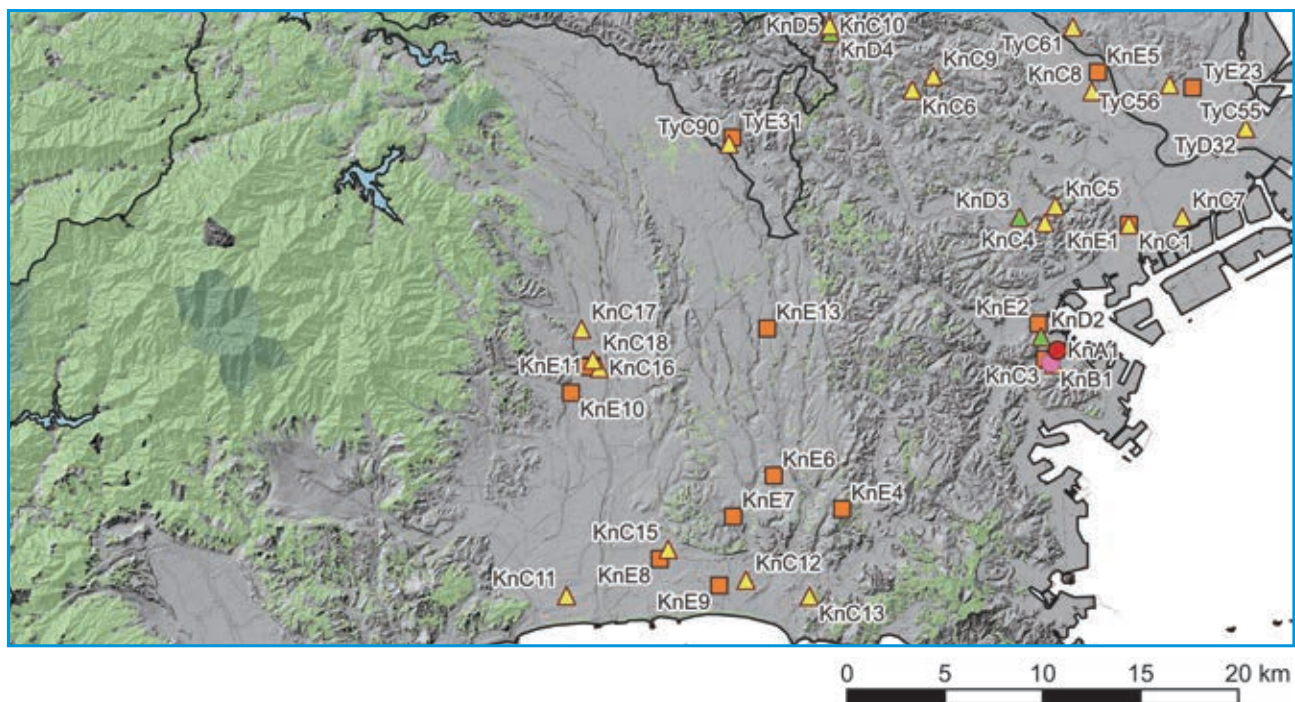 KnD5
KnC10
KnD4
TyC61
KnE5
KnC9
KnC8
TyE23
KnC6
TyC56
TyC55
TyC90
TyE31
TyD32
KnC5
KnD3
KnC7
KnC4
KnE1
KnC1
KnC17
KnE13
KnE2
KnD2
KnC18
KnA1
KnE11
KnC16
KnC3
KnB1
KnE10
KnE6
KnE7
KnE4
KnC15
KnC12
KnE8
KnC11
KnE9
KnC13
0 5 10 15 20 km